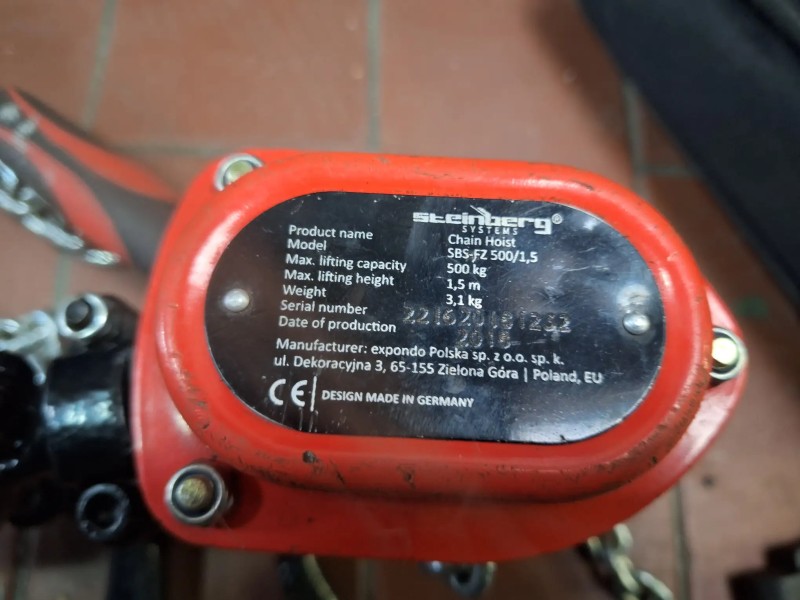 steinberg®
SYSTEMS
Product name Chain Hoist
Model SBS-FZ 500/1,5
Max. lifting capacity 500 kg
Max. lifting height 1,5 m
Weight 3,1 kg
Serial number
Date of production 2016
Manufacturer: expondo Polska sp. z o.o. sp. k.
ul. Dekoracyjna 3, 65-155 Zielona Góra | Poland, EU
CE DESIGN MADE IN GERMANY